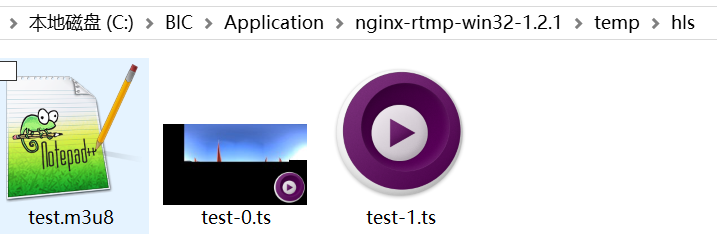 本地磁盘 (C:) > BIC > Application > nginx-rtmp-win32-1.2.1 > temp > hls
Notepad++
test.m3u8
test-0.ts
test-1.ts